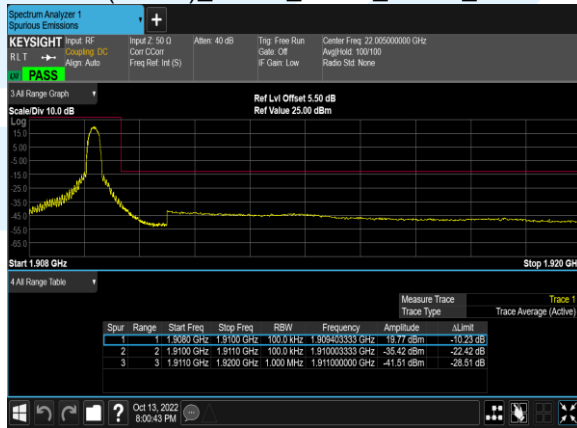 Spectrum Analyzer 1
Spurious Emissions
+
KEYSIGHT Input: RF Input Z: 50 Ω Atten: 40 dB Trig: Free Run Center Freq: 22.005000000 GHz
RLT Coupling: DC Corr CCorr Gate: Off Avg|Hold: 100/100
Align: Auto Freq Ref: Int (S) IF Gain: Low Radio Std: None
PASS
3 All Range Graph
Ref Lvl Offset 5.50 dB
Scale/Div 10.0 dB Ref Value 25.00 dBm
Log
15.0
5.00
-5.00
-15.0
-25.0
-35.0
-45.0
-55.0
-65.0
Start 1.908 GHz Stop 1.920 GH
4 All Range Table
Measure Trace Trace 1
Trace Type Trace Average (Active)
Spur Range Start Freq Stop Freq RBW Frequency Amplitude ΔLimit
1 1 1.9080 GHz 1.9100 GHz 100.0 kHz 1.909403333 GHz 19.77 dBm -10.23 dB
2 2 1.9100 GHz 1.9110 GHz 100.0 kHz 1.910003333 GHz -35.42 dBm -22.42 dB
3 3 1.9110 GHz 1.9200 GHz 1.000 MHz 1.911000000 GHz -41.51 dBm -28.51 dB
? Oct 13, 2022
8:00:43 PM